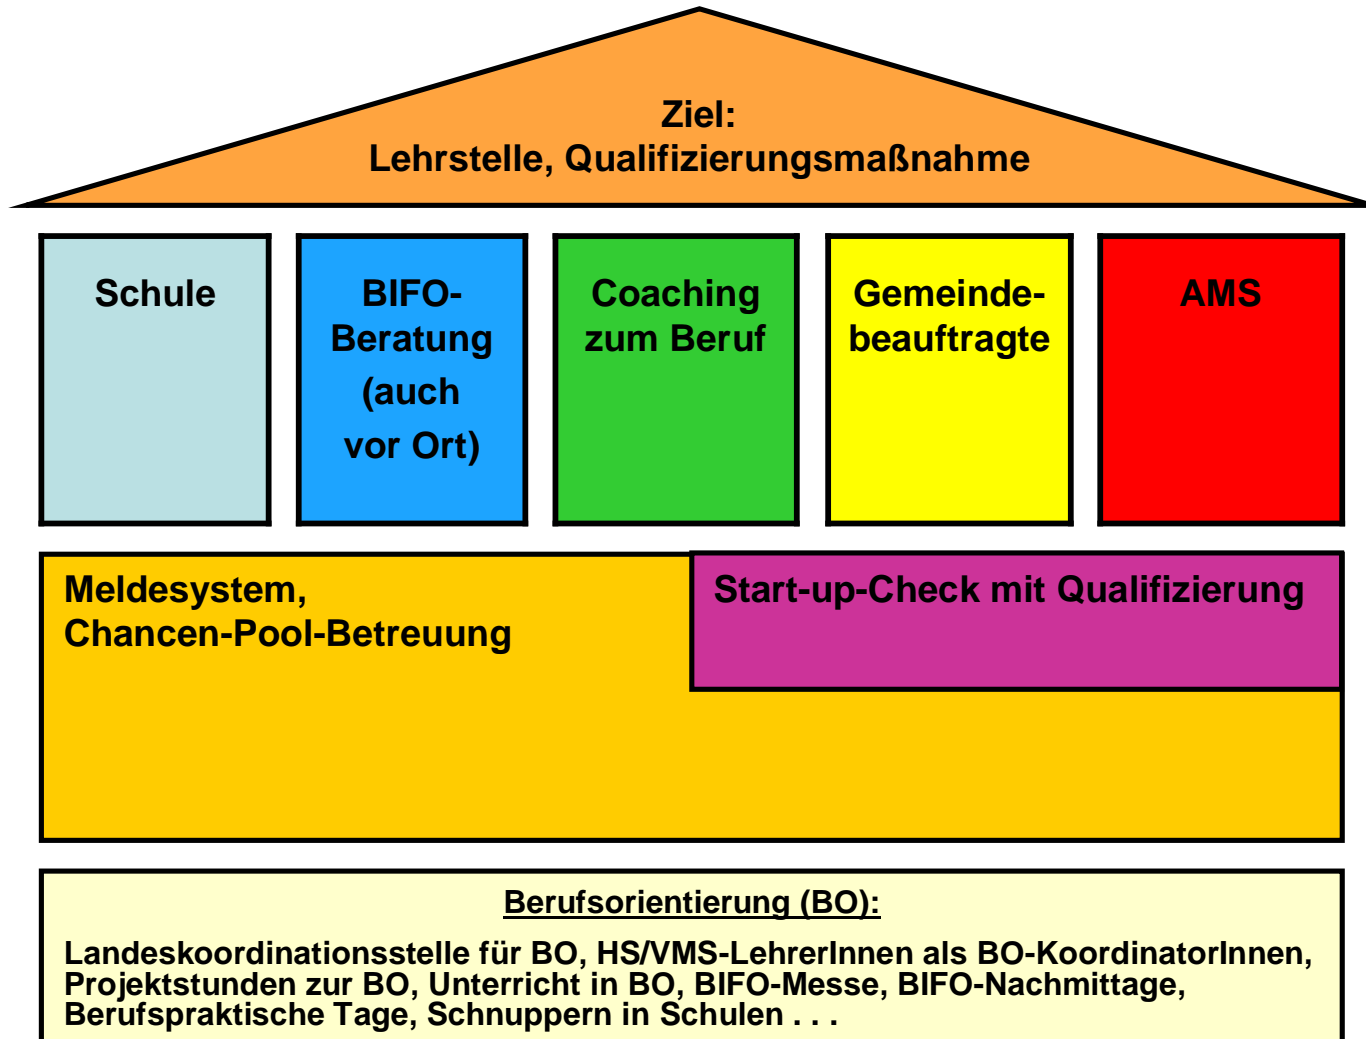 Ziel:
Lehrstelle, Qualifizierungsmaßnahme
Schule
BIFO-
Beratung
(auch
vor Ort)
Coaching
zum Beruf
Gemeinde-
beauftragte
AMS
Meldesystem,
Chancen-Pool-Betreuung
Start-up-Check mit Qualifizierung
Berufsorientierung (BO):
Landeskoordinationsstelle für BO, HS/VMS-LehrerInnen als BO-KoordinatorInnen,
Projektstunden zur BO, Unterricht in BO, BIFO-Messe, BIFO-Nachmittage,
Berufspraktische Tage, Schnuppern in Schulen . . .